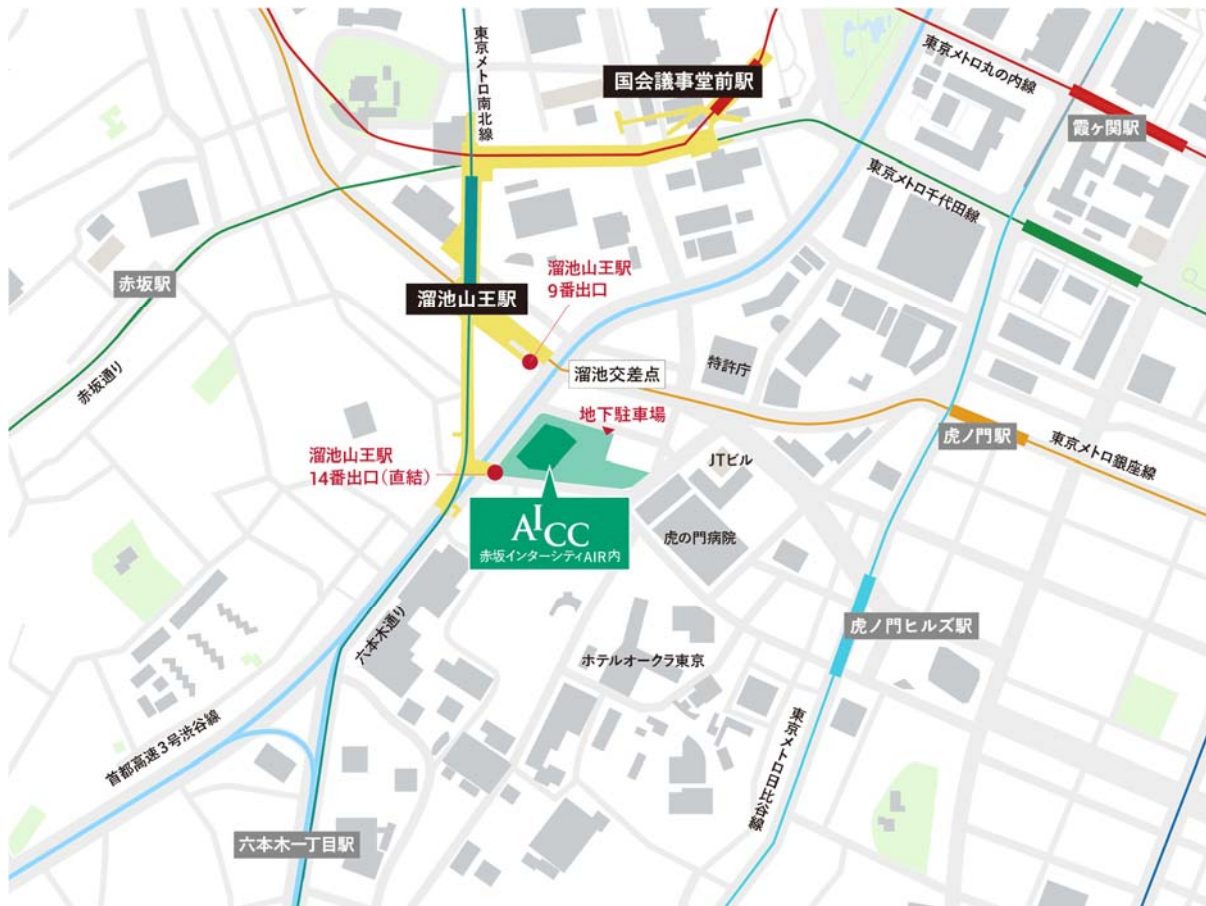 東京メトロ南北線
国会議事堂前駅
東京メトロ丸の内線
霞ヶ関駅
東京メトロ千代田線
赤坂駅
溜池山王駅
溜池山王駅
9番出口
赤坂通り
溜池交差点
特許庁
地下駐車場
虎ノ門駅
東京メトロ銀座線
溜池山王駅
14番出口(直結)
JTビル
AICC
赤坂インターシティAIR内
虎の門病院
六本木通り
ホテルオークラ東京
虎ノ門ヒルズ駅
首都高速3号渋谷線
東京メトロ日比谷線
六本木一丁目駅